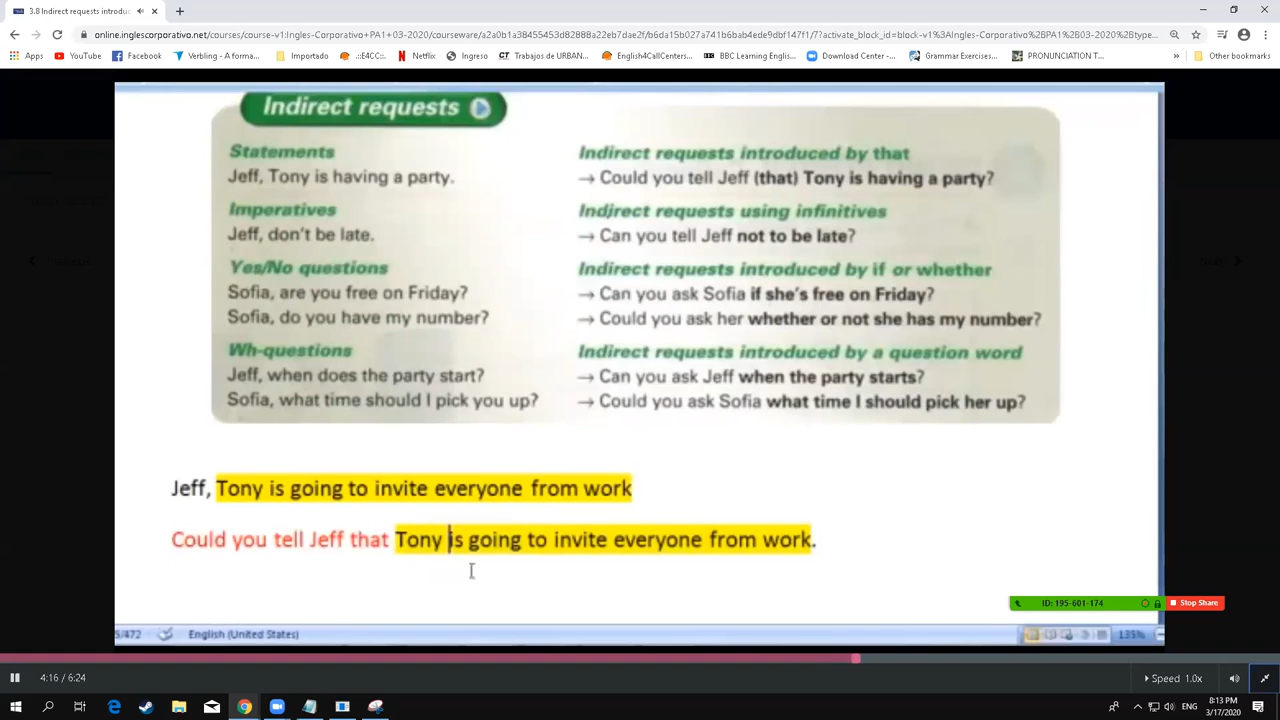 3.8 Indirect requests introdu
online.inglescorporativo.net/courses/course-v1:Ingles-Corporativo+PA1+03-2020/courseware/a2a0b1a38455453d82888a22eb7dae2f/b6da15b027a741b66bab4ee9dbf147f1/7?activate_block_id=block-v1%3AIngles-Corporativo%2BPA1%2B03-2020%2Btype...
Apps YouTube Facebook Verbling - A forma... Importado .::E4CC::. Netflix Ingreso Trabajos de URBAN... English4CallCenters... BBC Learning Engli... Download Center -... Grammar Exercises... PRONUNCIATION T... » Other bookmarks
Indirect requests
Statements
Jeff, Tony is having a party.
Indirect requests introduced by that
→ Could you tell Jeff (that) Tony is having a party?
Imperatives
Jeff, don't be late.
Indirect requests using infinitives
→ Can you tell Jeff not to be late?
Yes/No questions
Sofia, are you free on Friday?
Sofia, do you have my number?
Indirect requests introduced by if or whether
→ Can you ask Sofia if she's free on Friday?
→ Could you ask her whether or not she has my number?
Wh-questions
Jeff, when does the party start?
Sofia, what time should I pick you up?
Indirect requests introduced by a question word
→ Can you ask Jeff when the party starts?
→ Could you ask Sofia what time I should pick her up?
Jeff, Tony is going to invite everyone from work
Could you tell Jeff that Tony is going to invite everyone from work.
ID: 195-601-174 Stop Share
5/472 English (United States) 135%
4:16 / 6:24 Speed 1.0x
ENG 8:13 PM
3/17/2020